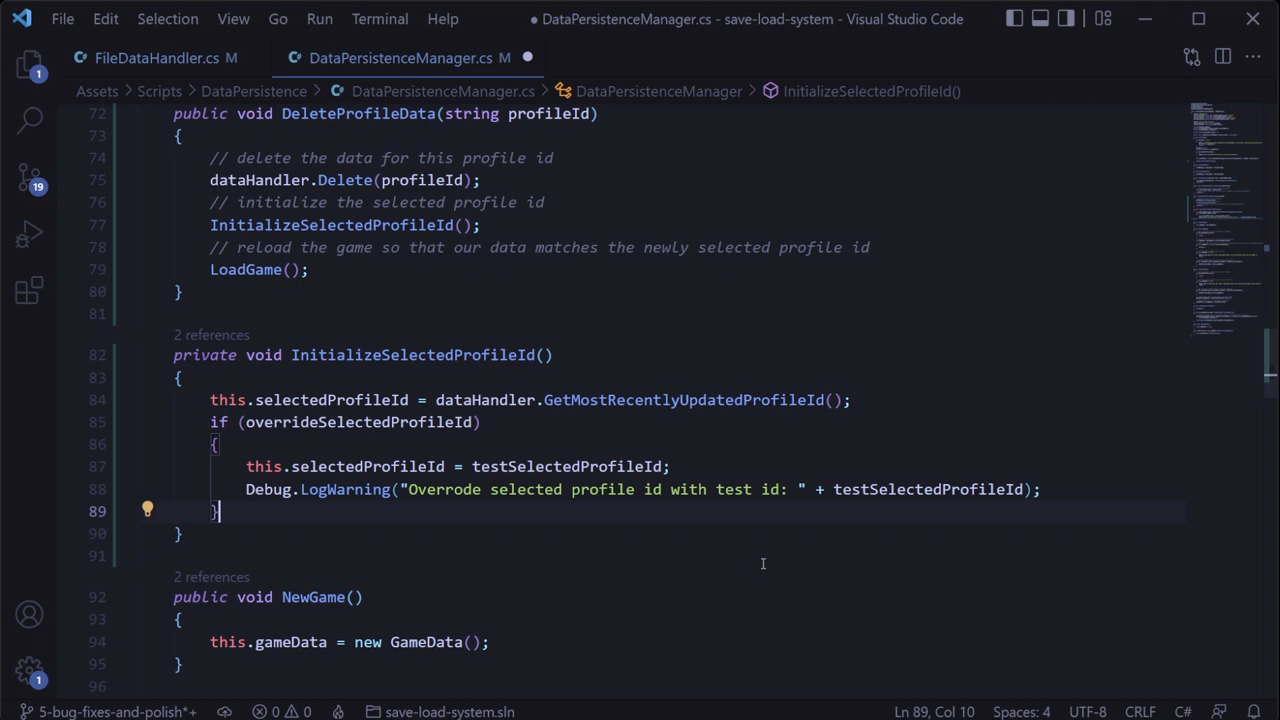 File Edit Selection View Go Run Terminal Help ● DataPersistenceManager.cs - save-load-system - Visual Studio Code
FileDataHandler.cs M DataPersistenceManager.cs M ●
Assets > Scripts > DataPersistence > DataPersistenceManager.cs > DataPersistenceManager > InitializeSelectedProfileId()
72 public void DeleteProfileData(string profileId)
73 {
74 // delete the data for this profile id
75 dataHandler.Delete(profileId);
76 // initialize the selected profile id
77 InitializeSelectedProfileId();
78 // reload the game so that our data matches the newly selected profile id
79 LoadGame();
80 }
81
2 references
82 private void InitializeSelectedProfileId()
83 {
84 this.selectedProfileId = dataHandler.GetMostRecentlyUpdatedProfileId();
85 if (overrideSelectedProfileId)
86 {
87 this.selectedProfileId = testSelectedProfileId;
88 Debug.LogWarning("Overrode selected profile id with test id: " + testSelectedProfileId);
89 }
90 }
91
2 references
92 public void NewGame()
93 {
94 this.gameData = new GameData();
95 }
96
1
19
1
5-bug-fixes-and-polish*+ 0 0 save-load-system.sln Ln 89, Col 10 Spaces: 4 UTF-8 CRLF C#